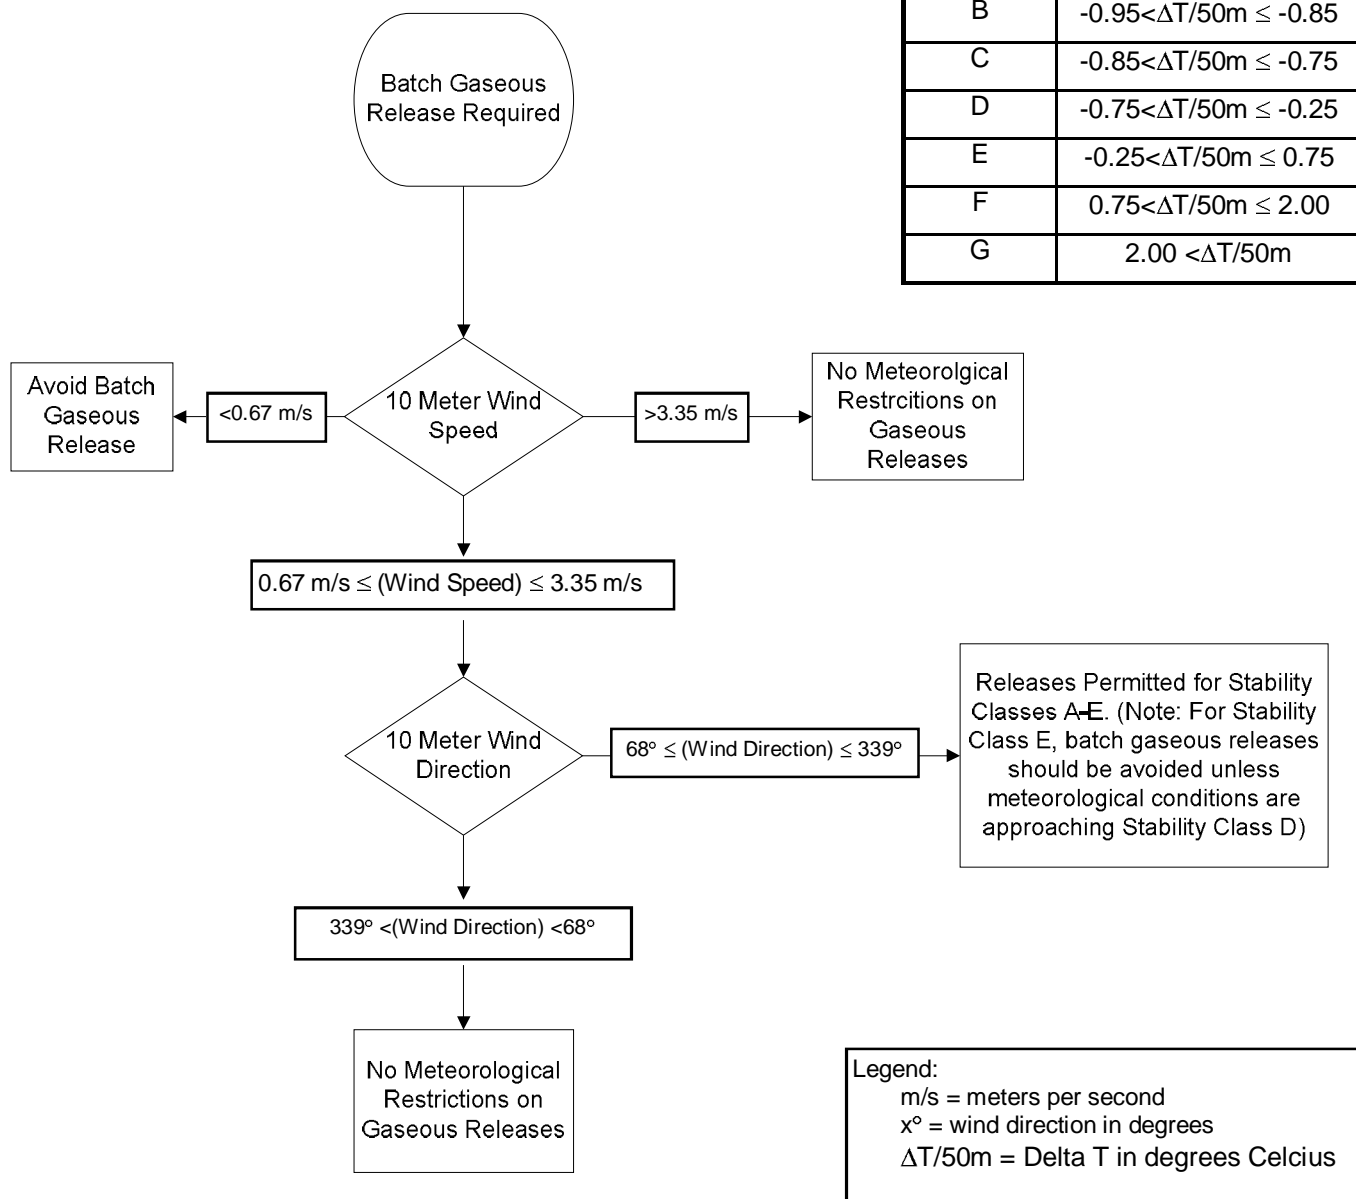 B
-0.95<ΔT/50m ≤ -0.85
C
-0.85<ΔT/50m ≤ -0.75
D
-0.75<ΔT/50m ≤ -0.25
E
-0.25<ΔT/50m ≤ 0.75
F
0.75<ΔT/50m ≤ 2.00
G
2.00 <ΔT/50m
Batch Gaseous
Release Required
Avoid Batch
Gaseous
Release
<0.67 m/s
10 Meter Wind
Speed
>3.35 m/s
No Meteorolgical
Restrcitions on
Gaseous
Releases
0.67 m/s ≤ (Wind Speed) ≤ 3.35 m/s
10 Meter Wind
Direction
68° ≤ (Wind Direction) ≤ 339°
Releases Permitted for Stability
Classes A-E. (Note: For Stability
Class E, batch gaseous releases
should be avoided unless
meteorological conditions are
approaching Stability Class D)
339° <(Wind Direction) <68°
No Meteorological
Restrictions on
Gaseous Releases
Legend:
m/s = meters per second
x° = wind direction in degrees
ΔT/50m = Delta T in degrees Celcius